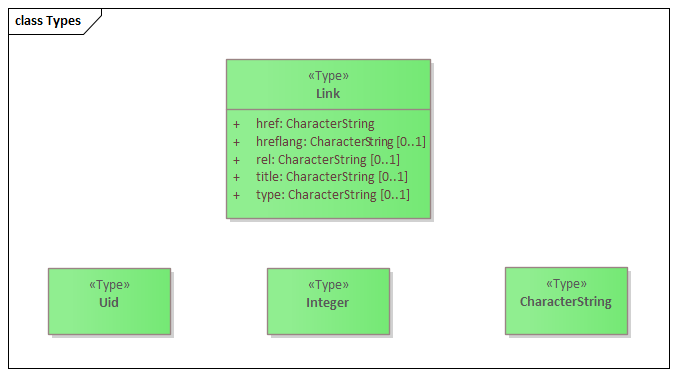 class Types
«Type»
Link
+ href: CharacterString
+ hreflang: CharacterString [0..1]
+ rel: CharacterString [0..1]
+ title: CharacterString [0..1]
+ type: CharacterString [0..1]
«Type»
Uid
«Type»
Integer
«Type»
CharacterString